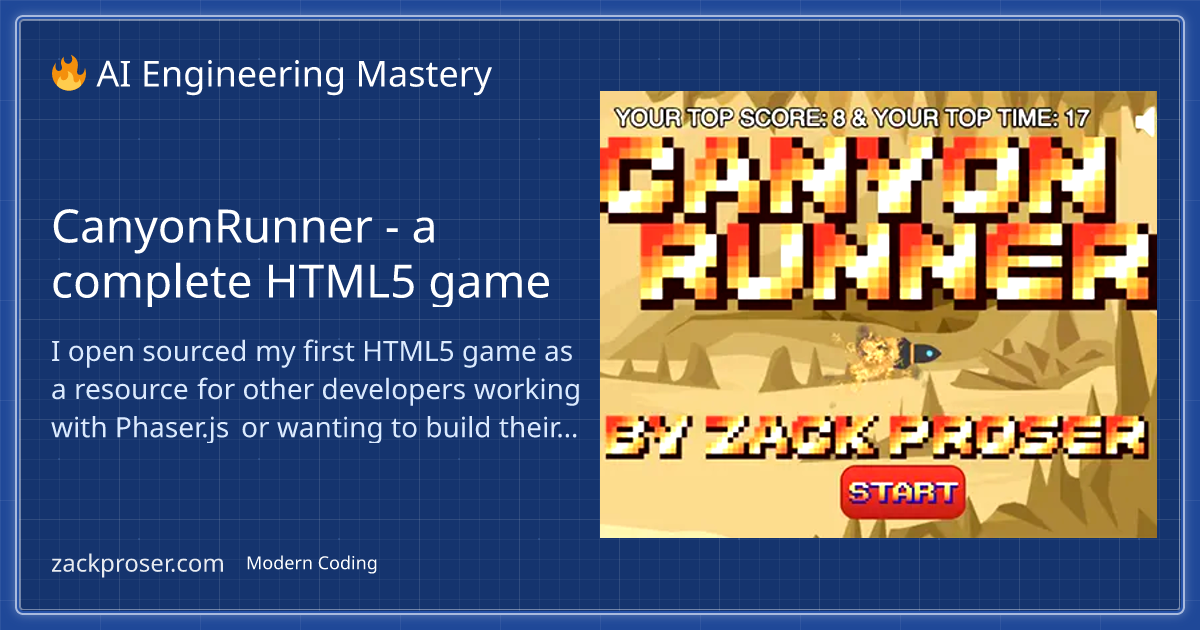 🔥 AI Engineering Mastery
CanyonRunner - a
complete HTML5 game
I open sourced my first HTML5 game as
a resource for other developers working
with Phaser.js or wanting to build their...
zackproser.com Modern Coding
YOUR TOP SCORE: 8 & YOUR TOP TIME: 17
CANYON
RUNNER
BY ZACK PROSER
START